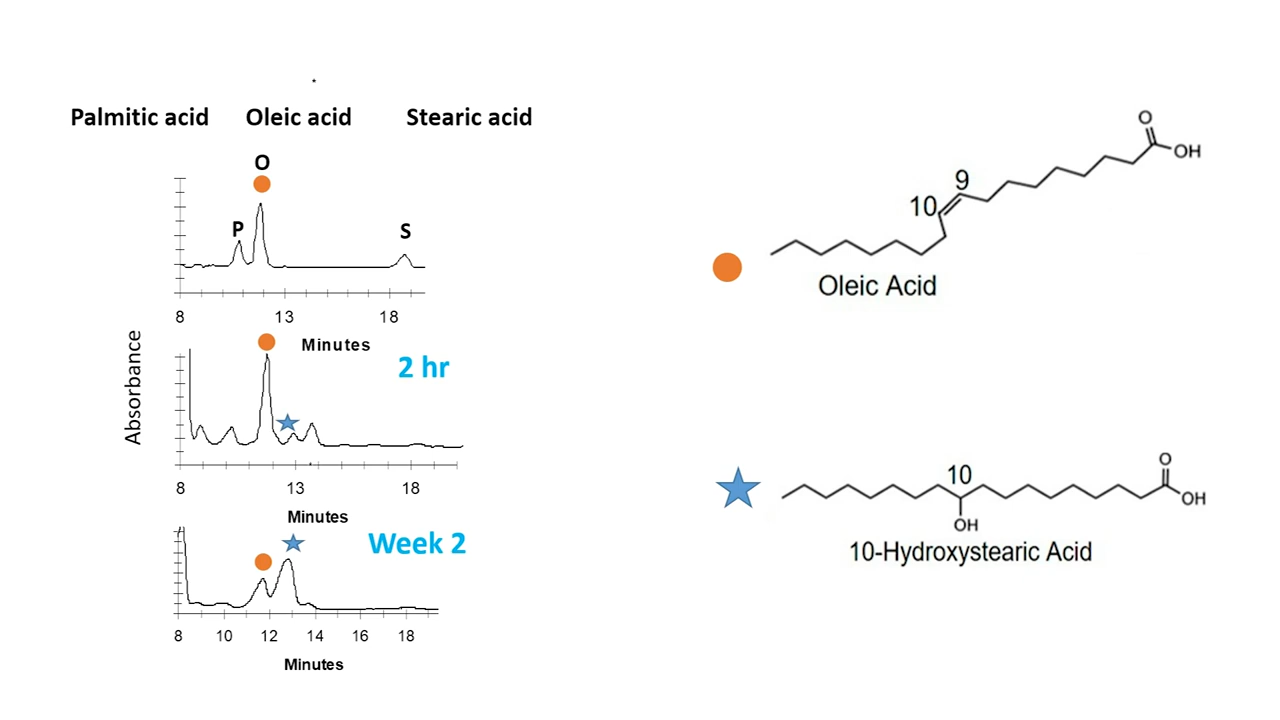 Palmitic acid Oleic acid Stearic acid
O
P
S
8 13 18
Minutes
2 hr
Absorbance
8 13 18
Minutes
Week 2
8 10 12 14 16 18
Minutes
O
OH
9
10
Oleic Acid
10
O
OH
OH
10-Hydroxystearic Acid